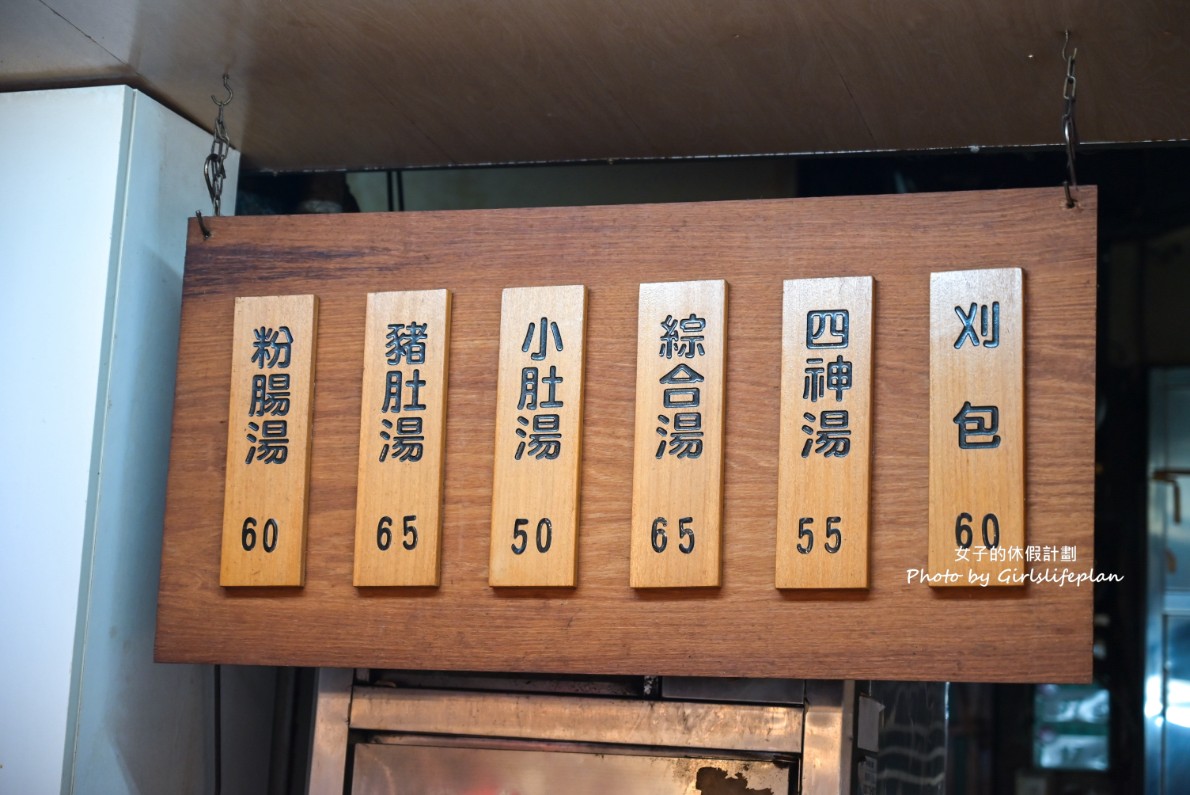 刈包 60
四神湯 55
綜合湯 65
小肚湯 50
豬肚湯 65
粉腸湯 60
女子的休假計劃
Photo by Girlslifeplan